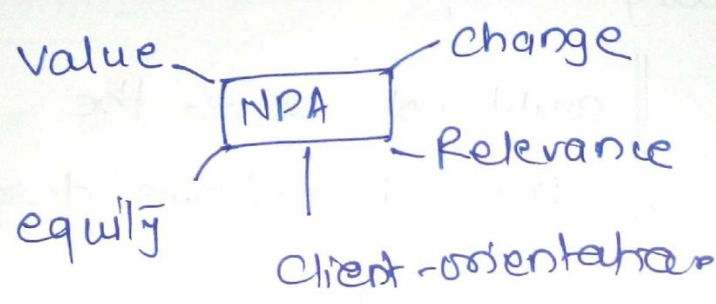 Value
Change
NPA
Relevance
equity
Client-orientation